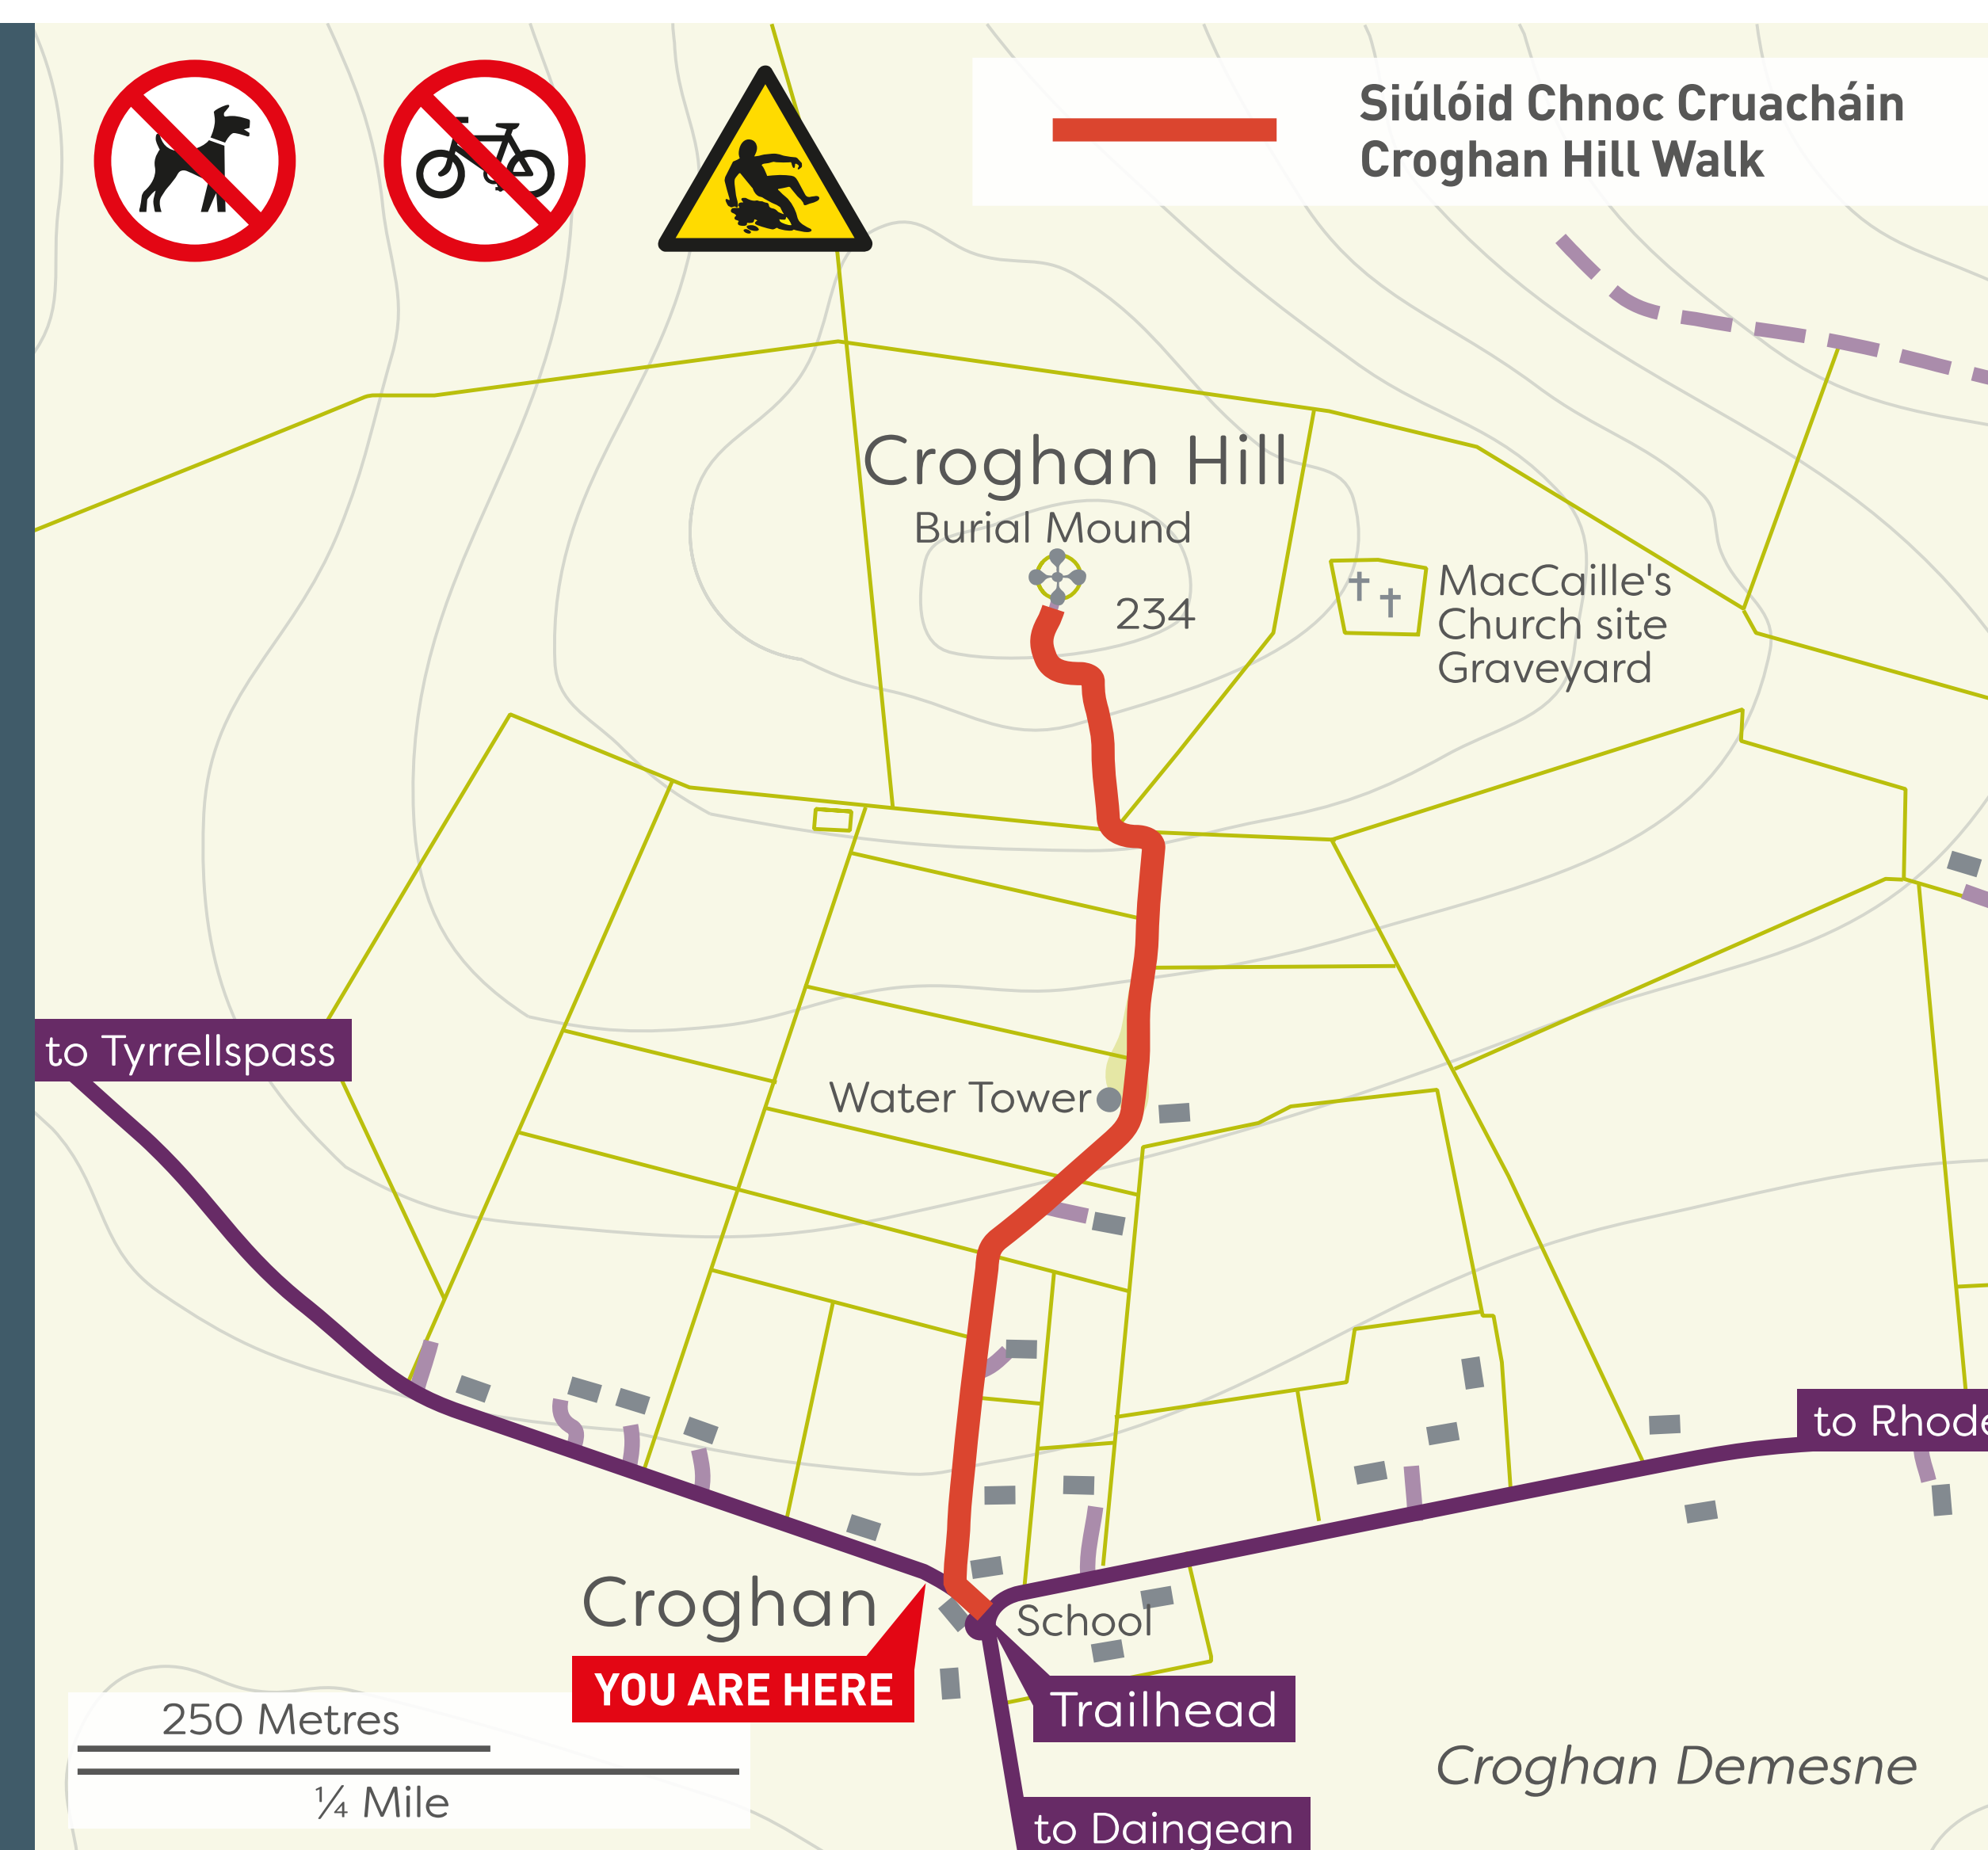 Siúlóid Chnoc Cruacháin
Croghan Hill Walk
Croghan Hill
Burial Mound
234
MacCaille's
Church site
Graveyard
to Tyrrellspass
Water Tower
to Rhode
Croghan
School
YOU ARE HERE
Trailhead
250 Metres
¼ Mile
Croghan Demesne
to Daingean